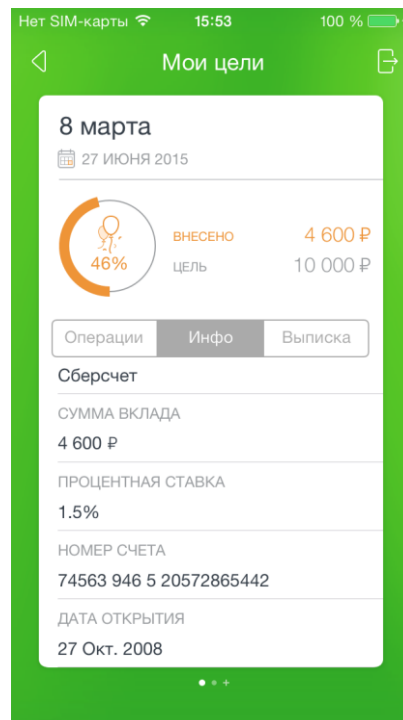 Нет SIM-карты 15:53 100 %
Мои цели
8 марта
27 ИЮНЯ 2015
46%
ВНЕСЕНО 4 600 ₽
ЦЕЛЬ 10 000 ₽
Операции Инфо Выписка
Сберсчет
СУММА ВКЛАДА
4 600 ₽
ПРОЦЕНТНАЯ СТАВКА
1.5%
НОМЕР СЧЕТА
74563 946 5 20572865442
ДАТА ОТКРЫТИЯ
27 Окт. 2008